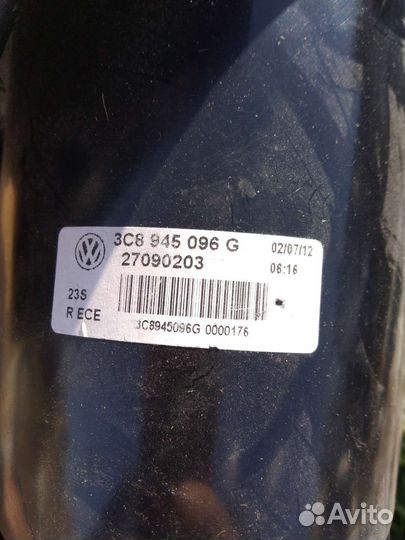 3C8 945 096 G 02/07/12
27090203 06:16
23S
R ECE
3C8945096G 0000176
Avito